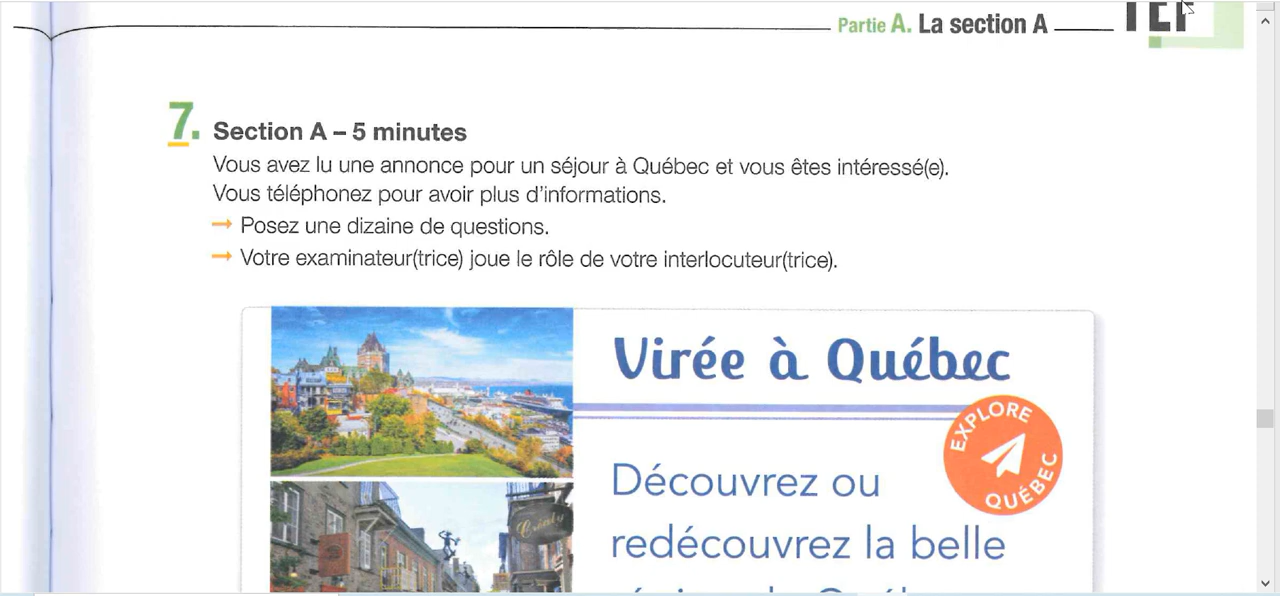 Partie A. La section A
TEF
7. Section A – 5 minutes
Vous avez lu une annonce pour un séjour à Québec et vous êtes intéressé(e).
Vous téléphonez pour avoir plus d'informations.
→ Posez une dizaine de questions.
→ Votre examinateur(trice) joue le rôle de votre interlocuteur(trice).
Virée à Québec
EXPLORE
QUÉBEC
Découvrez ou
redécouvrez la belle